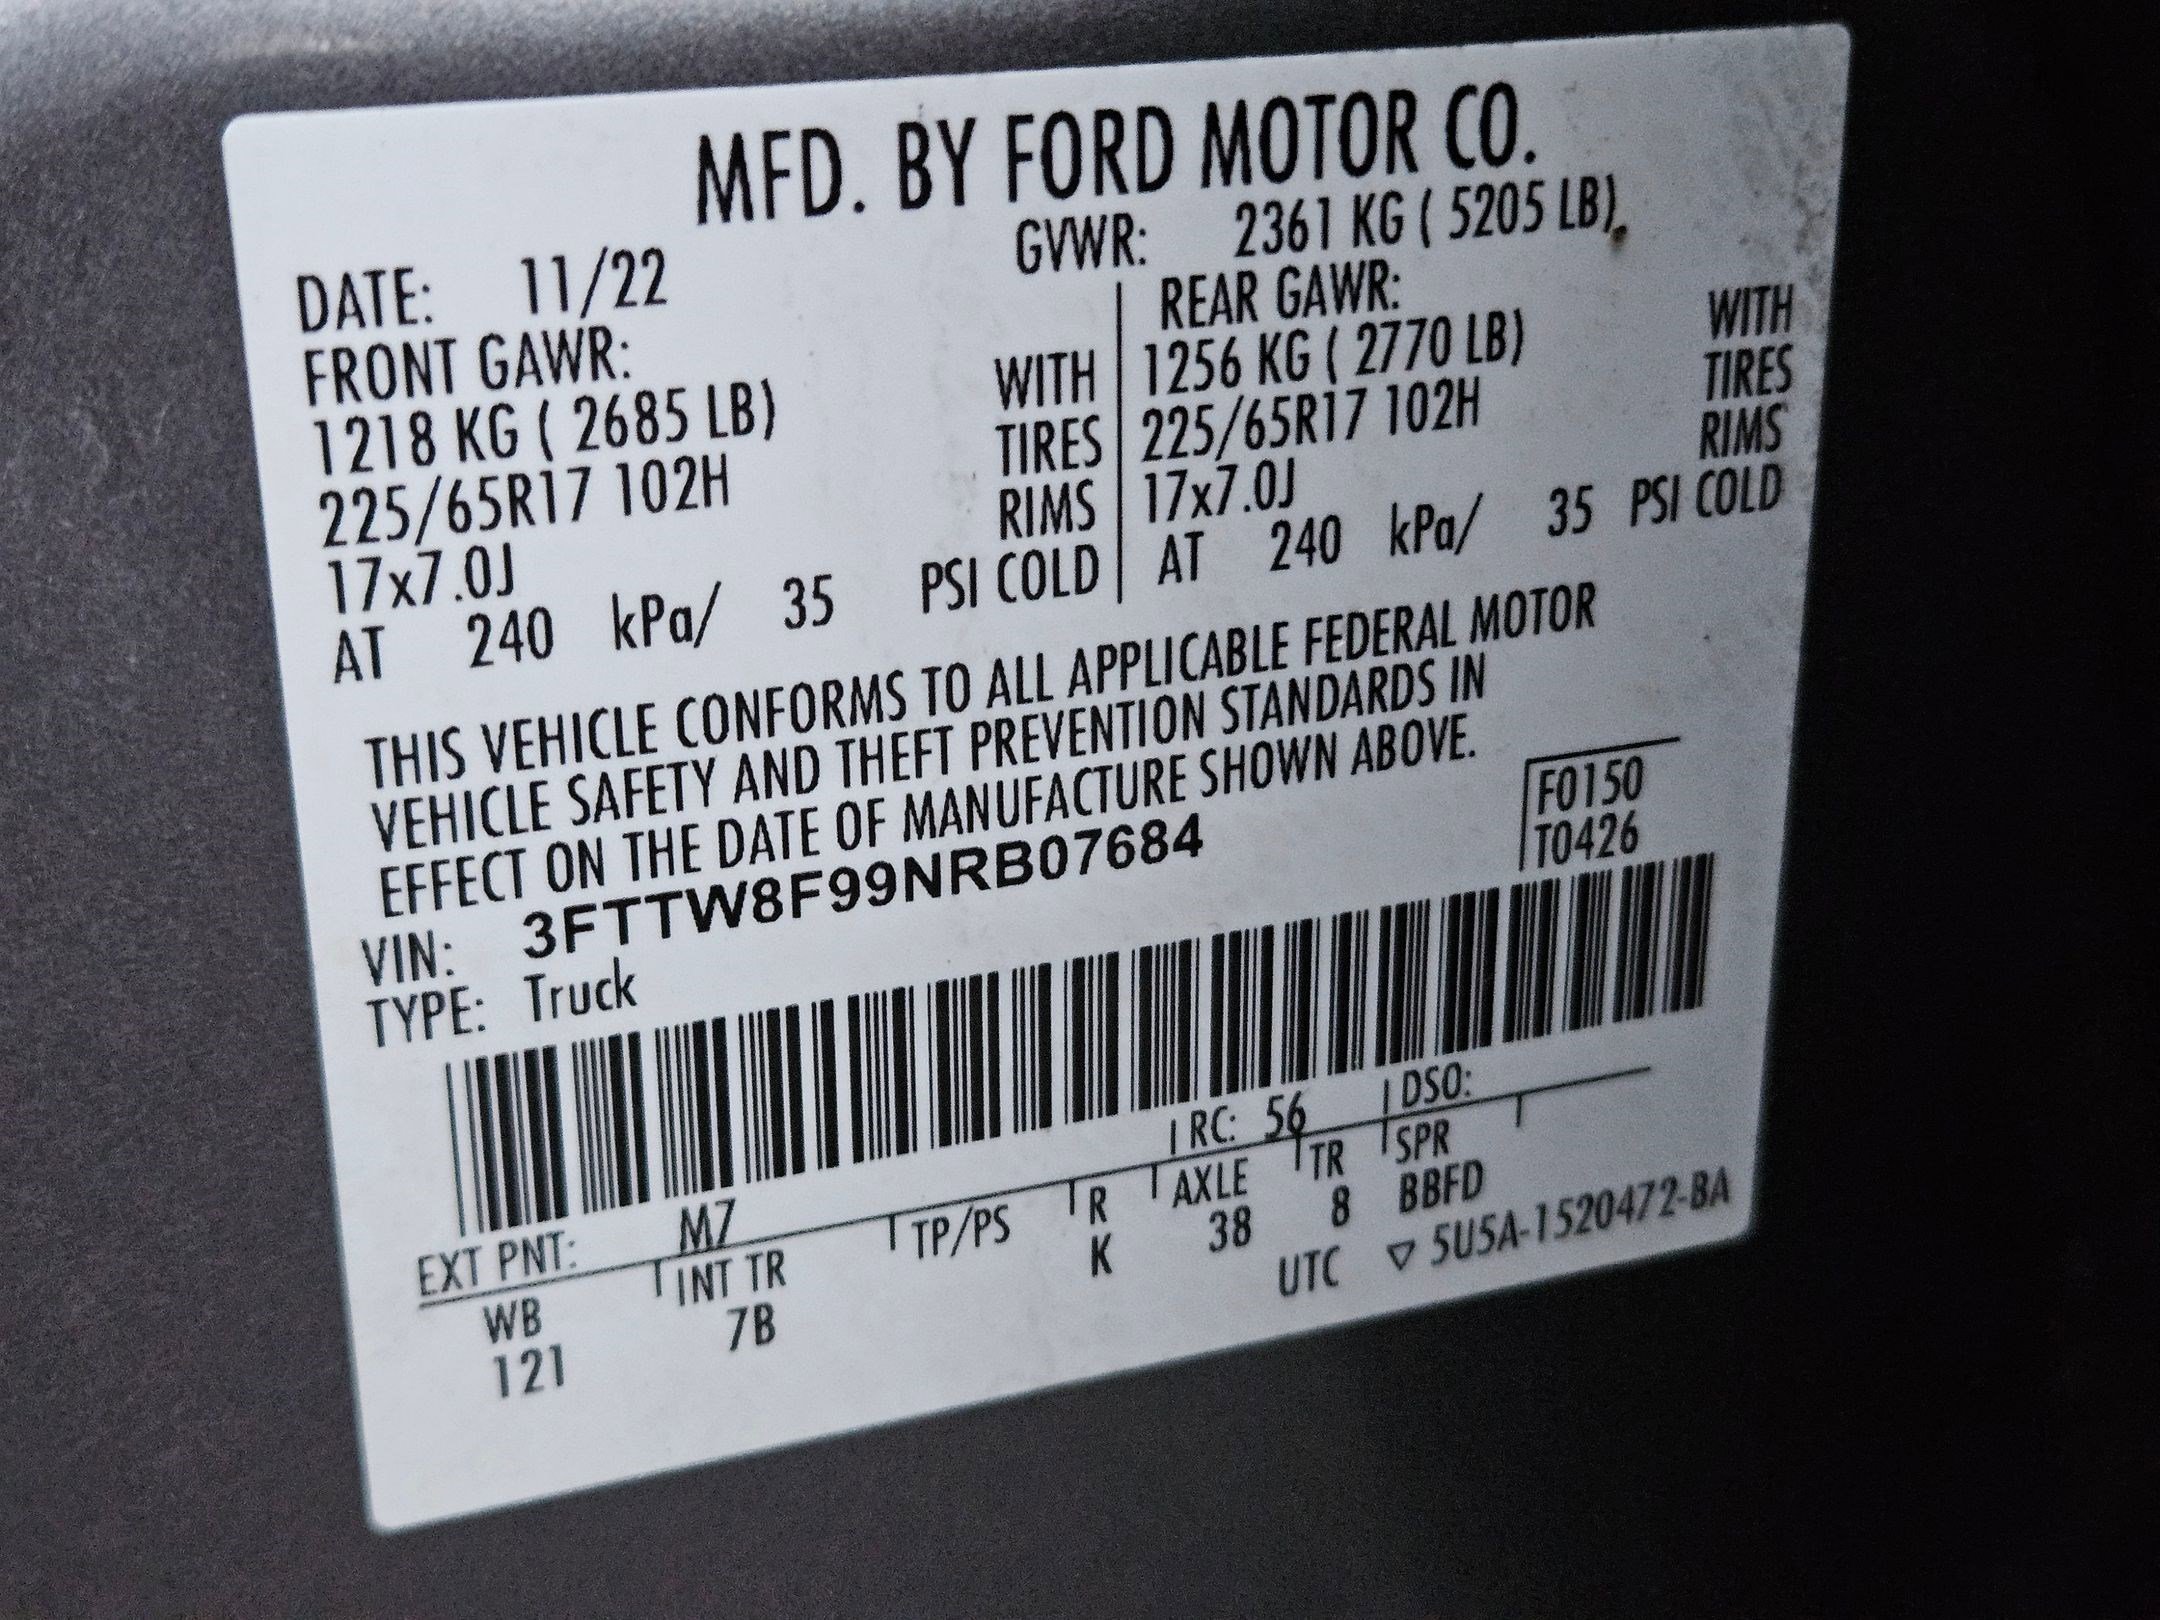 MFD. BY FORD MOTOR CO.
DATE: 11/22 GVWR: 2361 KG ( 5205 LB)
FRONT GAWR: REAR GAWR:
1218 KG ( 2685 LB) WITH 1256 KG ( 2770 LB) WITH
225/65R17 102H TIRES 225/65R17 102H TIRES
17x7.0J RIMS 17x7.0J RIMS
AT 240 kPa/ 35 PSI COLD AT 240 kPa/ 35 PSI COLD
THIS VEHICLE CONFORMS TO ALL APPLICABLE FEDERAL MOTOR
VEHICLE SAFETY AND THEFT PREVENTION STANDARDS IN
EFFECT ON THE DATE OF MANUFACTURE SHOWN ABOVE.
VIN: 3FTTW8F99NRB07684 F0150
TYPE: Truck T0426
EXT PNT: M7 RC: 56 DSO:
WB INT TR TP/PS R AXLE TR SPR
121 7B K 38 8 BBFD
UTC ▽ 5U5A-1520472-BA